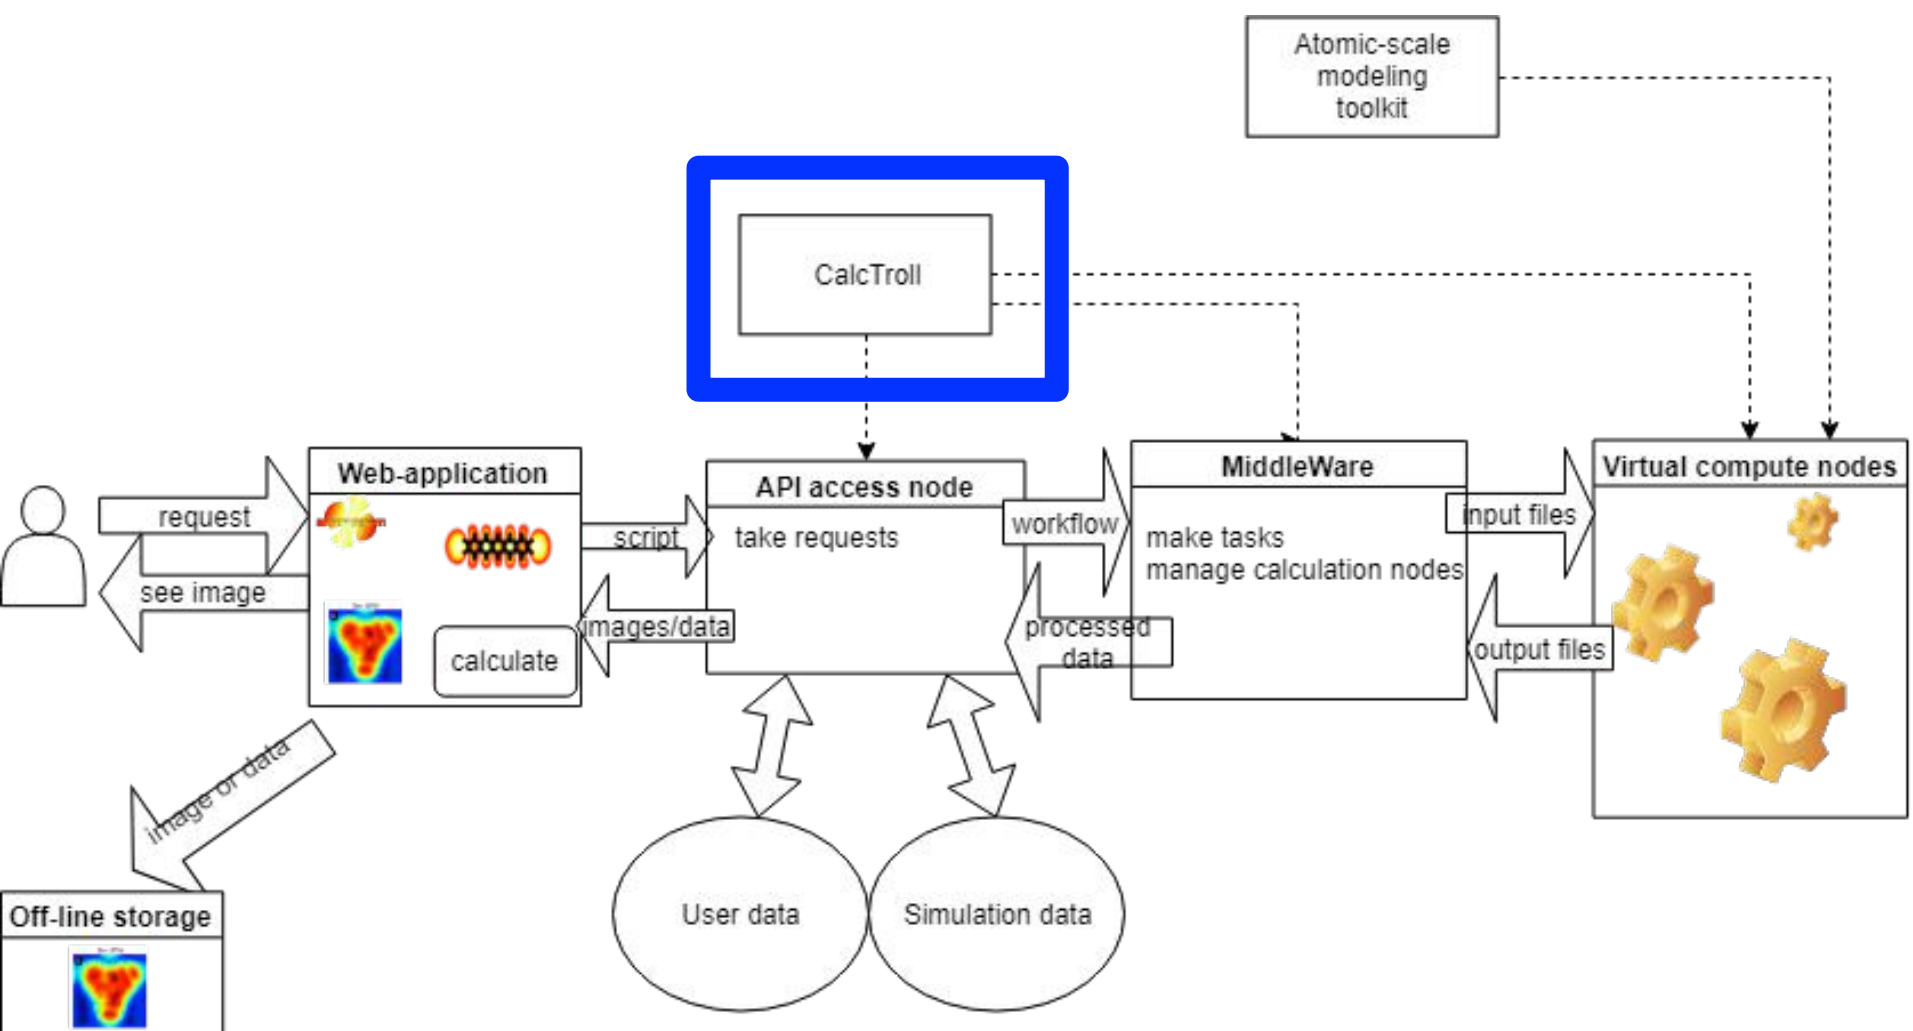 Atomic-scale
modeling
toolkit
CalcTroll
Web-application
calculate
request
see image
script
images/data
API access node
take requests
workflow
processed
data
MiddleWare
make tasks
manage calculation nodes
input files
output files
Virtual compute nodes
image or data
Off-line storage
User data
Simulation data